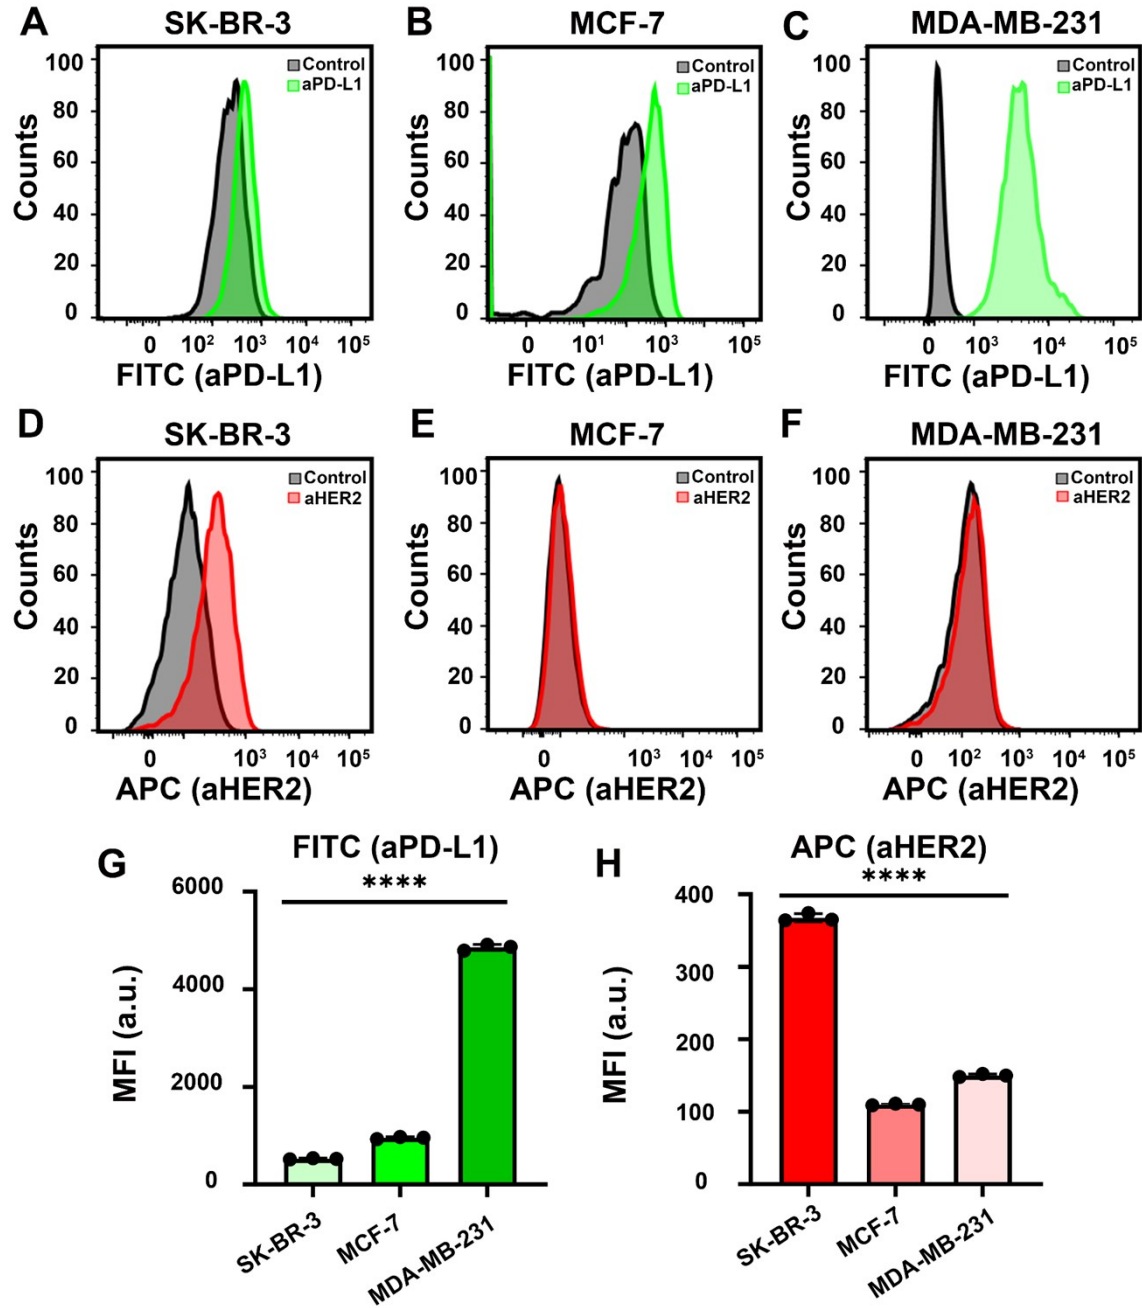 A
SK-BR-3
Control
aPD-L1
100
80
60
40
20
0
Counts
0 10² 10³ 10⁴ 10⁵
FITC (aPD-L1)
B
MCF-7
Control
aPD-L1
100
80
60
40
20
0
Counts
10¹ 10³ 10⁵
FITC (aPD-L1)
C
MDA-MB-231
Control
aPD-L1
100
80
60
40
20
0
Counts
0 10³ 10⁴ 10⁵
FITC (aPD-L1)
D
SK-BR-3
Control
aHER2
100
80
60
40
20
0
Counts
0 10³ 10⁴ 10⁵
APC (aHER2)
E
MCF-7
Control
aHER2
100
80
60
40
20
0
Counts
0 10³ 10⁴ 10⁵
APC (aHER2)
F
MDA-MB-231
Control
aHER2
100
80
60
40
20
0
Counts
0 10² 10³ 10⁴ 10⁵
APC (aHER2)
G
FITC (aPD-L1)
****
6000
4000
2000
0
MFI (a.u.)
SK-BR-3
MCF-7
MDA-MB-231
H
APC (aHER2)
****
400
300
200
100
0
MFI (a.u.)
SK-BR-3
MCF-7
MDA-MB-231